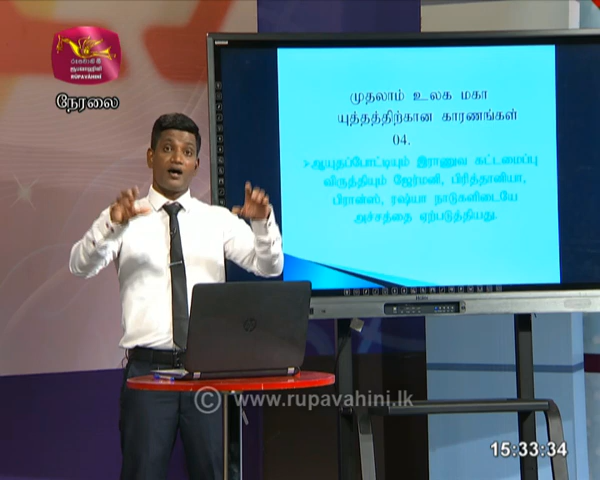 RUPAVAHINI
நேரலை
முதலாம் உலக மகா
யுத்தத்திற்கான காரணங்கள்
04.
➢ஆயுதப்போட்டியும் இராணுவ கட்டமைப்பு
விருத்தியும் ஜேர்மனி, பிரித்தானியா,
பிரான்ஸ், ரஷ்யா நாடுகளிடையே
அச்சத்தை ஏற்படுத்தியது.
© www.rupavahini.lk
15:33:34